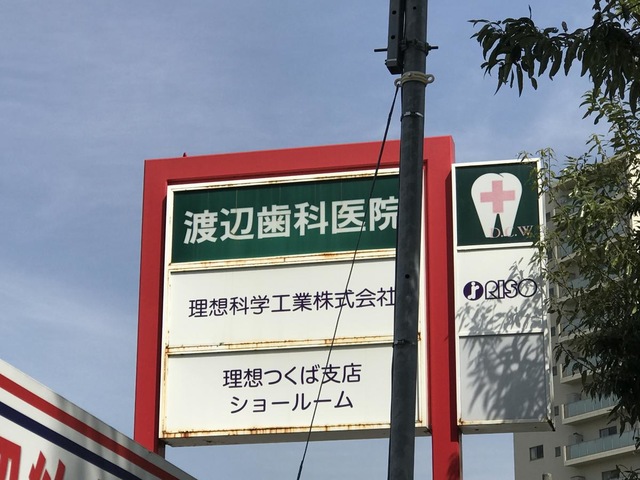 渡辺歯科医院
D.C.W.
理想科学工業株式会社
RISO
理想つくば支店
ショールーム